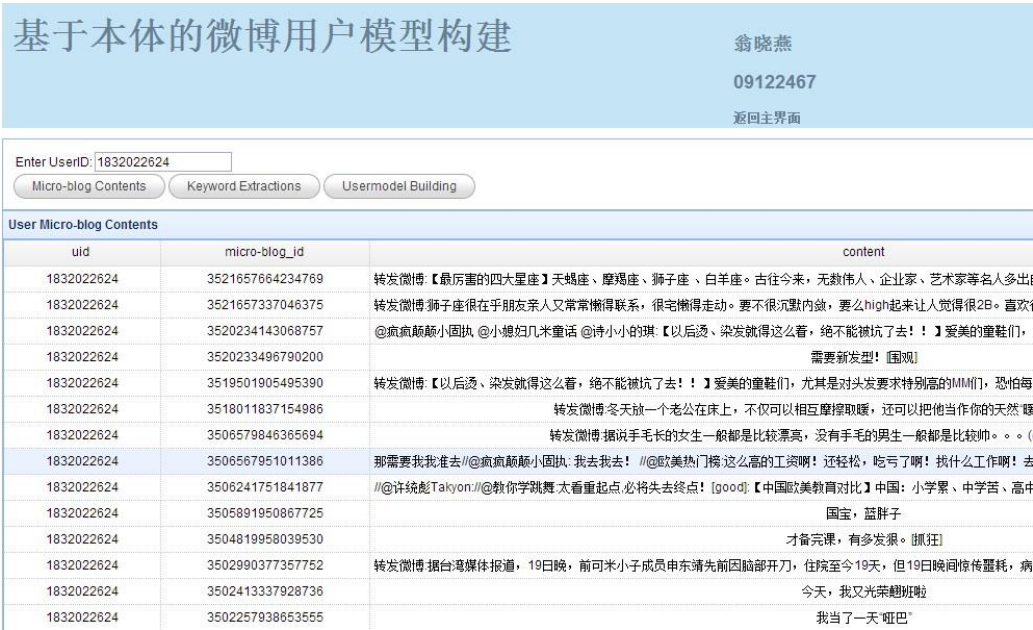 基于本体的微博用户模型构建
翁晓燕
09122467
返回主界面
Enter UserID: 1832022624
Micro-blog Contents Keyword Extractions Usermodel Building
User Micro-blog Contents
uid micro-blog_id content
1832022624 3521657664234769 转发微博:【最厉害的四大星座】天蝎座、摩羯座、狮子座 、白羊座。古往今来，无数伟人、企业家、艺术家等名人多出
1832022624 3521657337046375 转发微博:狮子座很在乎朋友亲人又常常懒得联系，很宅懒得走动。要不很沉默内敛，要么high起来让人觉得很2B。喜欢
1832022624 3520234143068757 @疯疯颠颠小固执 @小媳妇几米童话 @诗小小的琪:【以后烫、染发就得这么着，绝不能被坑了去！！】爱美的童鞋们，
1832022624 3520233496790200 需要新发型！[围观]
1832022624 3519501905495390 转发微博:【以后烫、染发就得这么着，绝不能被坑了去！！】爱美的童鞋们，尤其是对头发要求特别高的MM们，恐怕每
1832022624 3518011837154986 转发微博:冬天放一个老公在床上，不仅可以相互摩擦取暖，还可以把他当作你的天然“暖
1832022624 3506579846365694 转发微博:据说手毛长的女生一般都是比较漂亮，没有手毛的男生一般都是比较帅。。。(
1832022624 3506567951011386 那需要我我准去//@疯疯颠颠小固执: 我去我去！ //@欧美热门榜:这么高的工资啊！还轻松，吃亏了啊！找什么工作啊！去
1832022624 3506241751841877 //@许统彪Takyon://@教你学跳舞:太看重起点,必将失去终点！[good]:【中国欧美教育对比】中国：小学累、中学苦、高中
1832022624 3505891950867725 国宝，蓝胖子
1832022624 3504819958039530 才备完课，有多发狠。[抓狂]
1832022624 3502990377357752 转发微博:据台湾媒体报道，19日晚，前可米小子成员申东靖先前因脑部开刀，住院至今19天，但19日晚间惊传噩耗，病
1832022624 3502413337928736 今天，我又光荣翘班啦
1832022624 3502257938653555 我当了一天“哑巴”